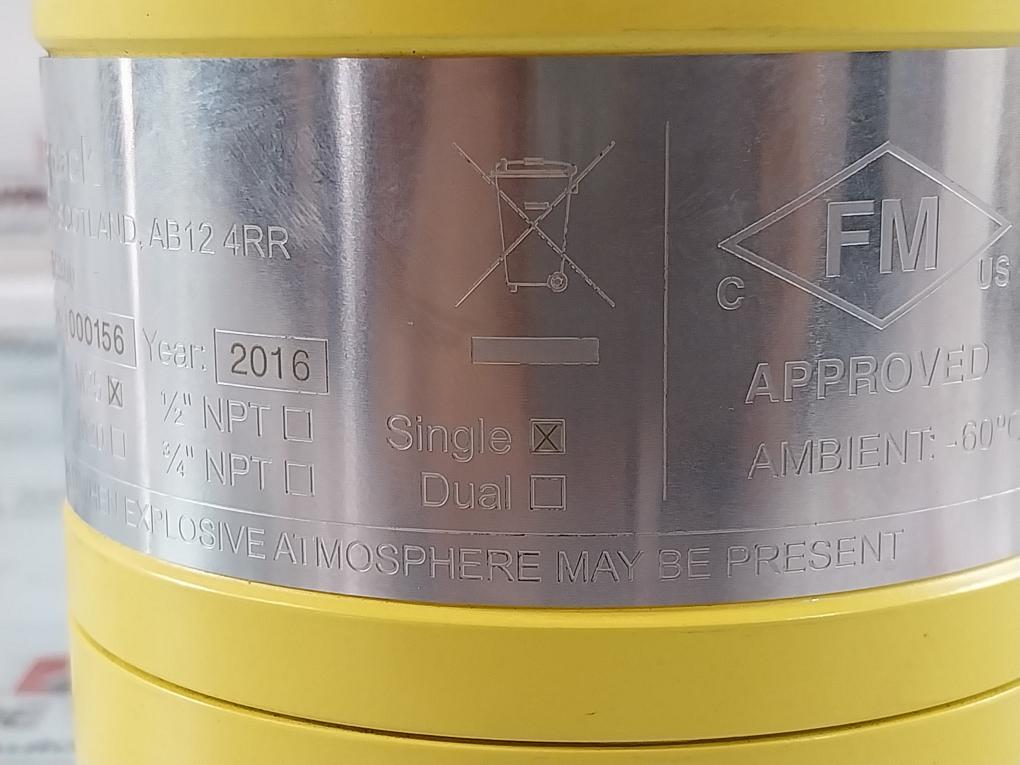 SCOTLAND, AB12 4RR
000156 Year: 2016
½" NPT
¾" NPT
Single
Dual
EXPLOSIVE ATMOSPHERE MAY BE PRESENT
FM
C US
APPROVED
AMBIENT: -60°C